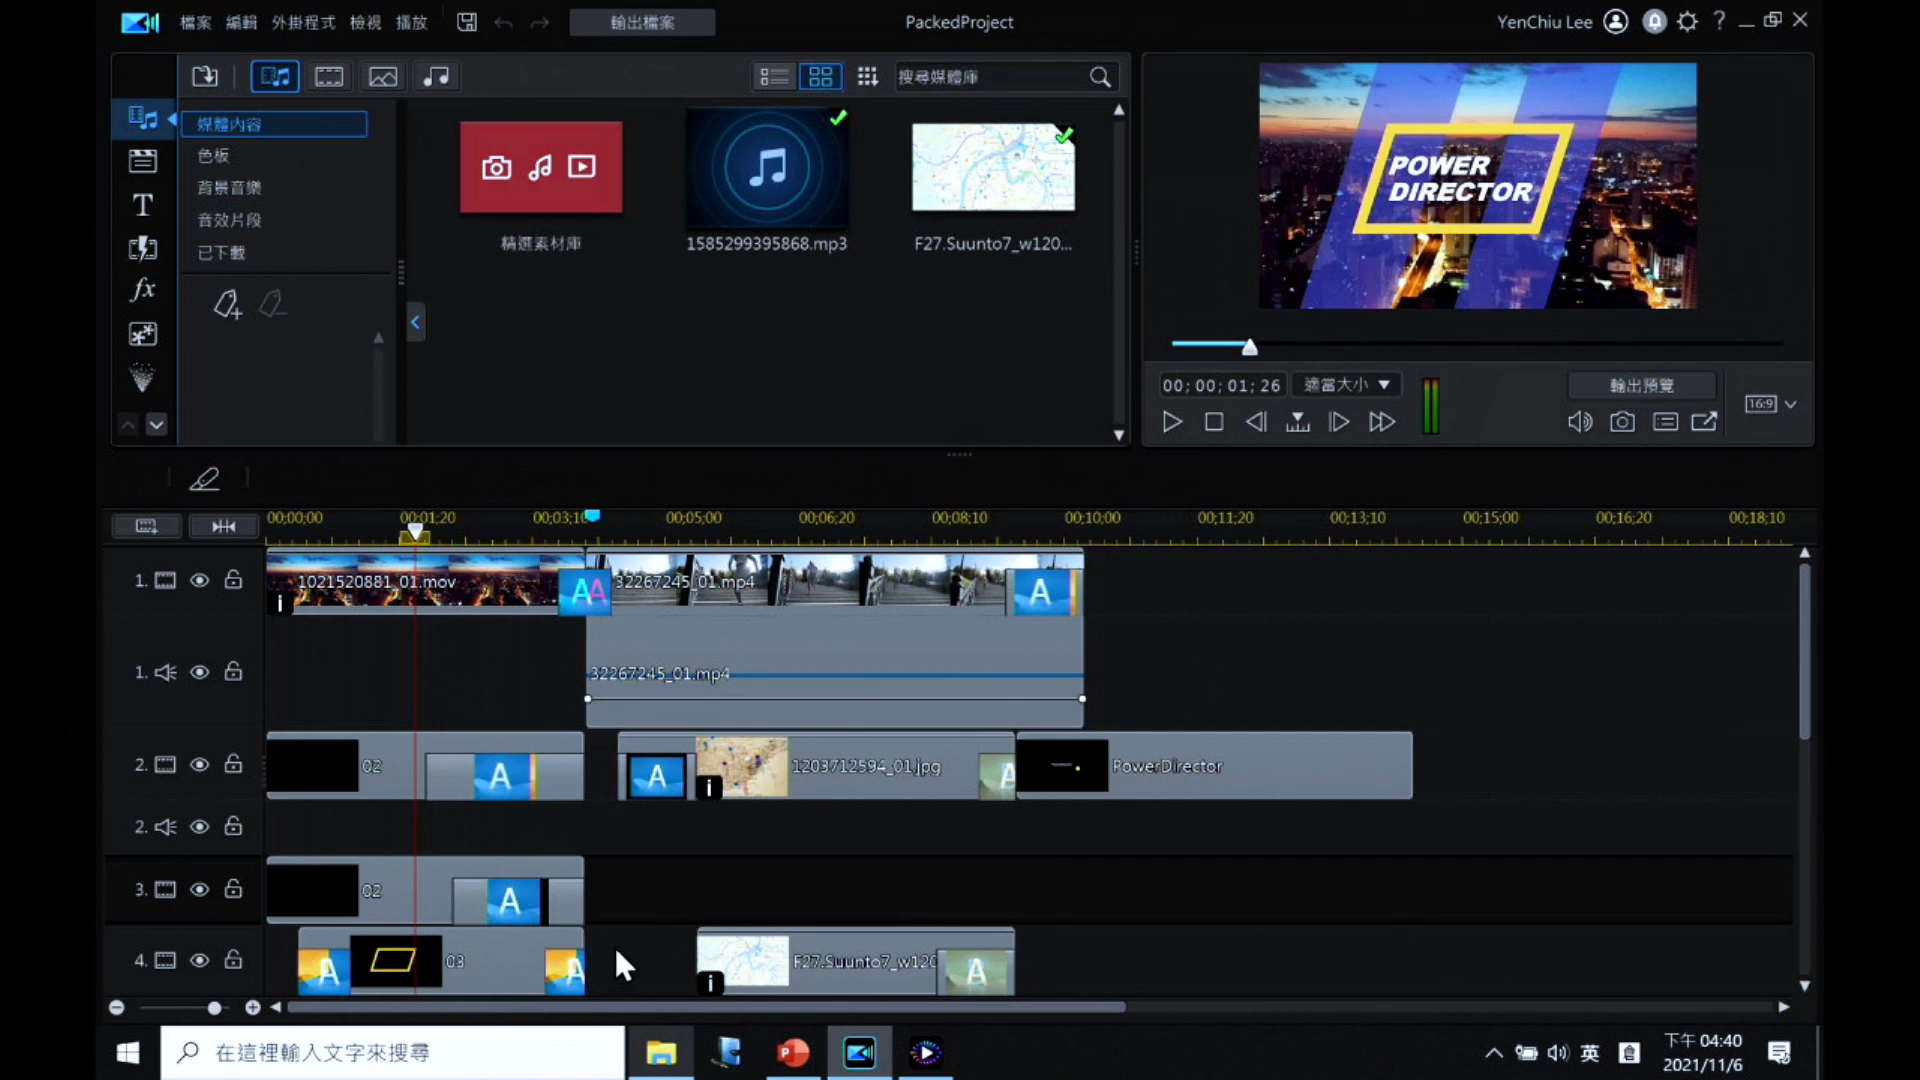 檔案 編輯 外掛程式 檢視 播放
輸出檔案
PackedProject
YenChiu Lee
?
搜尋媒體庫
媒體內容
色板
背景音樂
音效片段
已下載
T
fx
精選素材庫
1585299395868.mp3
F27.Suunto7_w120...
POWER
DIRECTOR
00;00;01;26
適當大小
輸出預覽
16:9
00;00;00 00;01;20 00;03;10 00;05;00 00;06;20 00;08;10 00;10;00 00;11;20 00;13;10 00;15;00 00;16;20 00;18;10
1.
1021520881_01.mov
AA
32267245_01.mp4
A
i
1.
32267245_01.mp4
2.
02
A
A
i
1203712594_01.jpg
A
PowerDirector
2.
3.
02
A
4.
A
03
A
i
F27.Suunto7_w120
A
在這裡輸入文字來搜尋
英
下午 04:40
2021/11/6